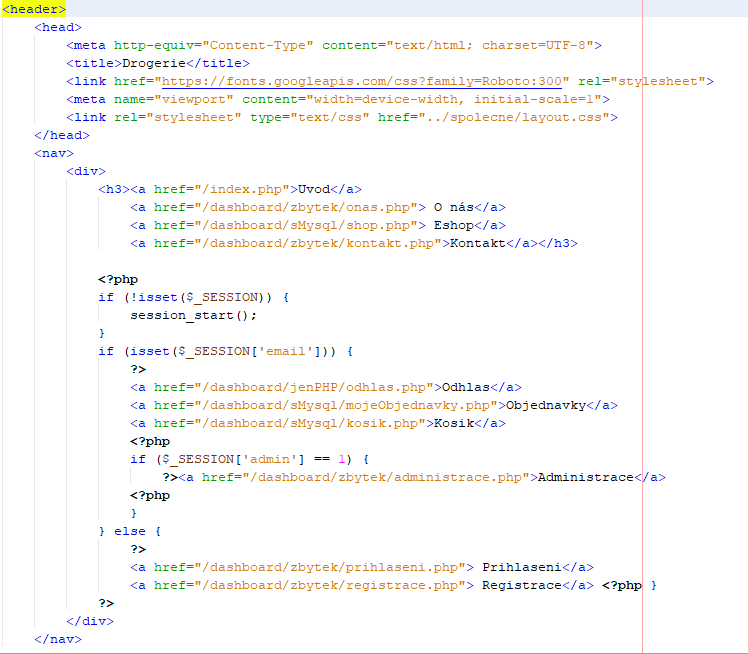 <header>
<head>
<meta http-equiv="Content-Type" content="text/html; charset=UTF-8">
<title>Drogerie</title>
<link href="https://fonts.googleapis.com/css?family=Roboto:300" rel="stylesheet">
<meta name="viewport" content="width=device-width, initial-scale=1">
<link rel="stylesheet" type="text/css" href="../spolecne/layout.css">
</head>
<nav>
<div>
<h3><a href="/index.php">Uvod</a>
<a href="/dashboard/zbytek/onas.php"> O nás</a>
<a href="/dashboard/sMysql/shop.php"> Eshop</a>
<a href="/dashboard/zbytek/kontakt.php">Kontakt</a></h3>
<?php
if (!isset($_SESSION)) {
session_start();
}
if (isset($_SESSION['email'])) {
?>
<a href="/dashboard/jenPHP/odhlas.php">Odhlas</a>
<a href="/dashboard/sMysql/mojeObjednavky.php">Objednavky</a>
<a href="/dashboard/sMysql/kosik.php">Kosik</a>
<?php
if ($_SESSION['admin'] == 1) {
?><a href="/dashboard/zbytek/administrace.php">Administrace</a>
<?php
}
} else {
?>
<a href="/dashboard/zbytek/prihlaseni.php"> Prihlaseni</a>
<a href="/dashboard/zbytek/registrace.php"> Registrace</a> <?php }
?>
</div>
</nav>